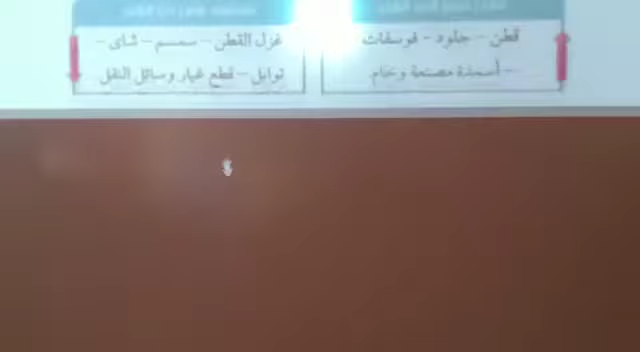 قطن - جلود - فوسفات
- أسمدة مصنعة وخام
غزل القطن - سمسم - شاى -
توابل - قطع غيار وسائل النقل